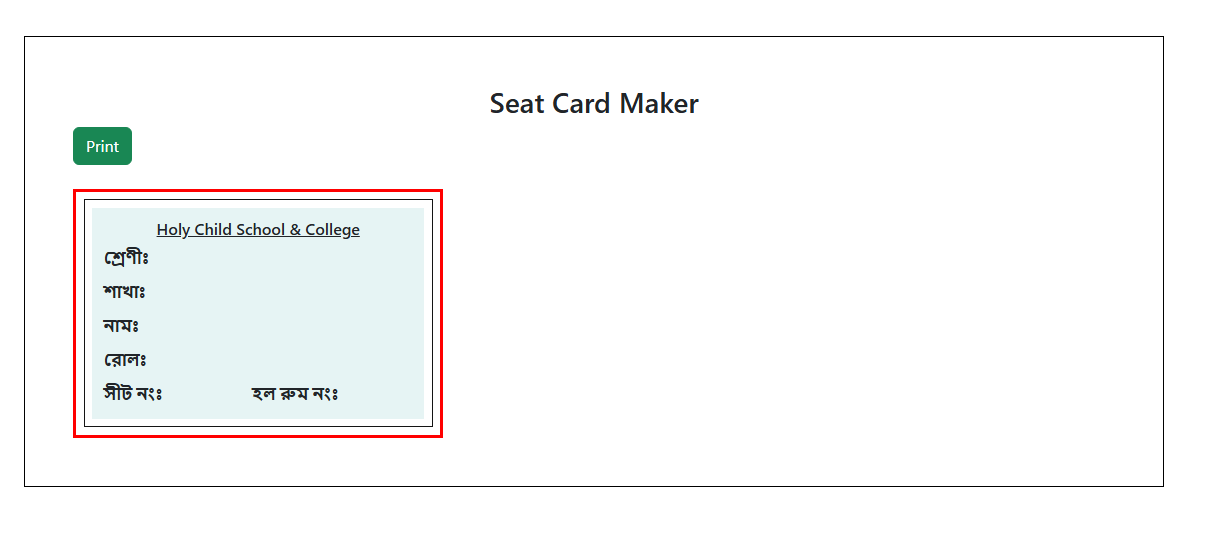 Seat Card Maker
Print
Holy Child School & College
শ্রেণীঃ
শাখাঃ
নামঃ
রোলঃ
সীট নংঃ হল রুম নংঃ